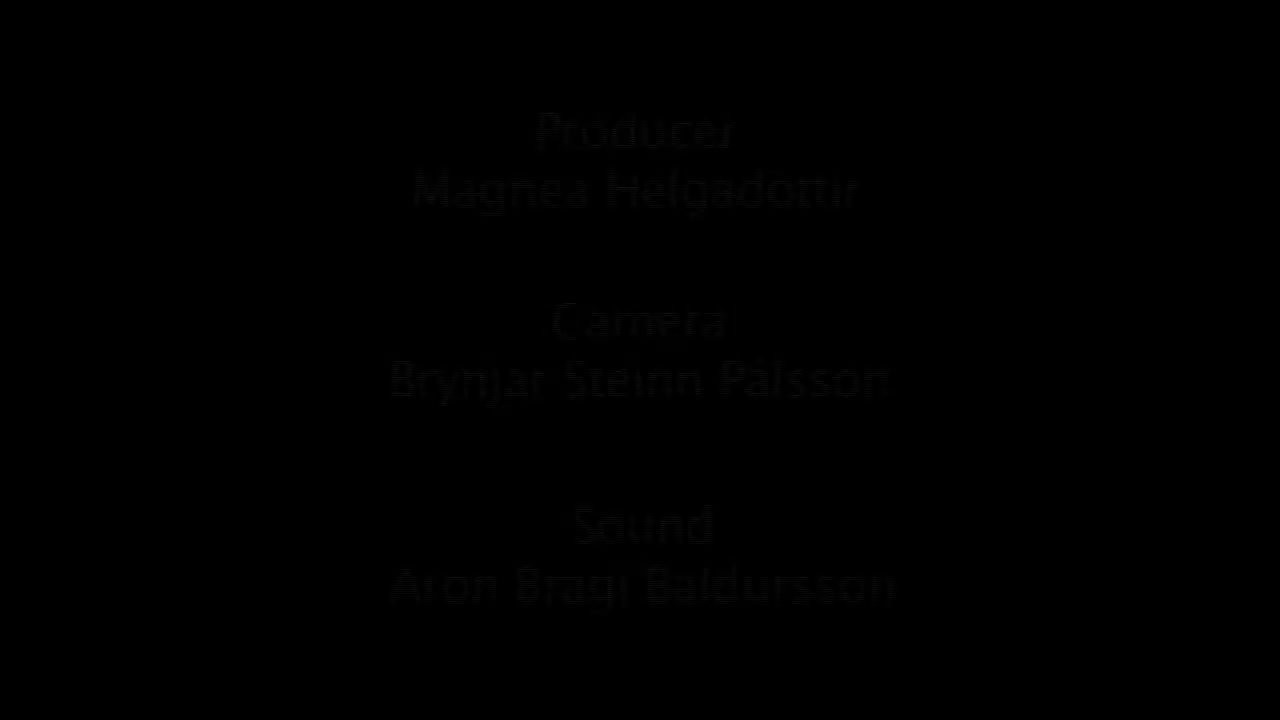 Producer
Magnea Helgadottir
Camera
Brynjar Steinn Pálsson
Sound
Aron Bragi Baldursson